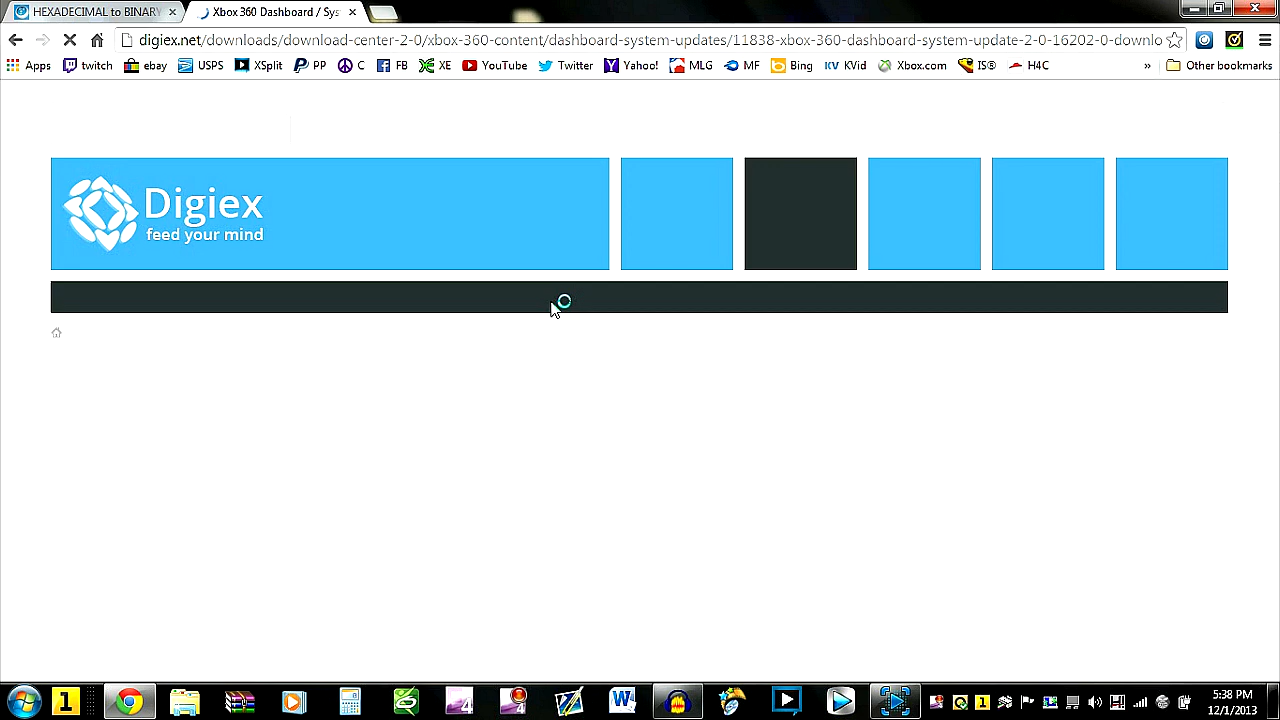 HEXADECIMAL to BINARY
Xbox 360 Dashboard / Sys
digiex.net/downloads/download-center-2-0/xbox-360-content/dashboard-system-updates/11838-xbox-360-dashboard-system-update-2-0-16202-0-downlo
Apps twitch ebay USPS XSplit PP C FB XE YouTube Twitter Yahoo! MLG MF Bing KV KVid Xbox.com IS® H4C » Other bookmarks
Digiex
feed your mind
5:38 PM
12/1/2013